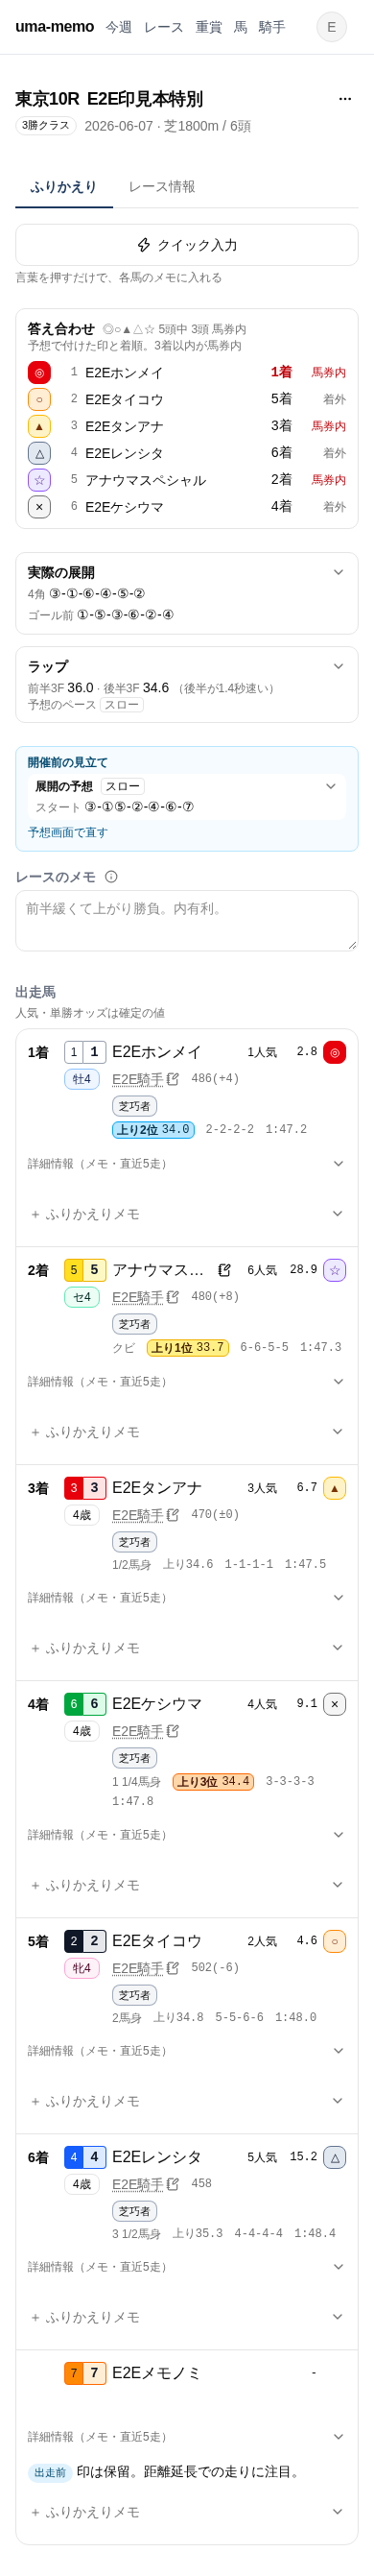 uma-memo 今週 レース 重賞 馬 騎手 E
東京10R E2E印見本特別 …
3勝クラス 2026-06-07 · 芝1800m / 6頭
ふりかえり レース情報
クイック入力
言葉を押すだけで、各馬のメモに入れる
答え合わせ ◎○▲△☆ 5頭中 3頭 馬券内
予想で付けた印と着順。3着以内が馬券内
◎ 1 E2Eホンメイ 1着 馬券内
○ 2 E2Eタイコウ 5着 着外
▲ 3 E2Eタンアナ 3着 馬券内
△ 4 E2Eレンシタ 6着 着外
☆ 5 アナウマスペシャル 2着 馬券内
× 6 E2Eケシウマ 4着 着外
実際の展開
4角 ③-①-⑥-④-⑤-②
ゴール前 ①-⑤-③-⑥-②-④
ラップ
前半3F 36.0 · 後半3F 34.6 （後半が1.4秒速い）
予想のペース スロー
開催前の見立て
展開の予想 スロー
スタート ③-①⑤-②-④-⑥-⑦
予想画面で直す
レースのメモ
前半緩くて上がり勝負。内有利。
出走馬
人気・単勝オッズは確定の値
1着 1 1 E2Eホンメイ 1人気 2.8 ◎
牡4 E2E騎手 486(+4)
芝巧者
上り2位 34.0 2-2-2-2 1:47.2
詳細情報（メモ・直近5走）
＋ ふりかえりメモ
2着 5 5 アナウマス… 6人気 28.9 ☆
セ4 E2E騎手 480(+8)
芝巧者
クビ 上り1位 33.7 6-6-5-5 1:47.3
詳細情報（メモ・直近5走）
＋ ふりかえりメモ
3着 3 3 E2Eタンアナ 3人気 6.7 ▲
4歳 E2E騎手 470(±0)
芝巧者
1/2馬身 上り34.6 1-1-1-1 1:47.5
詳細情報（メモ・直近5走）
＋ ふりかえりメモ
4着 6 6 E2Eケシウマ 4人気 9.1 ×
4歳 E2E騎手
芝巧者
1 1/4馬身 上り3位 34.4 3-3-3-3
1:47.8
詳細情報（メモ・直近5走）
＋ ふりかえりメモ
5着 2 2 E2Eタイコウ 2人気 4.6 ○
牝4 E2E騎手 502(-6)
芝巧者
2馬身 上り34.8 5-5-6-6 1:48.0
詳細情報（メモ・直近5走）
＋ ふりかえりメモ
6着 4 4 E2Eレンシタ 5人気 15.2 △
4歳 E2E騎手 458
芝巧者
3 1/2馬身 上り35.3 4-4-4-4 1:48.4
詳細情報（メモ・直近5走）
＋ ふりかえりメモ
7 7 E2Eメモノミ -
詳細情報（メモ・直近5走）
出走前 印は保留。距離延長での走りに注目。
＋ ふりかえりメモ